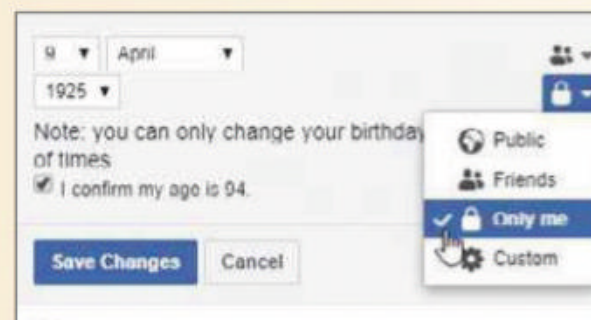 9 April
1925
Note: you can only change your birthday
of times
I confirm my age is 94.
Save Changes Cancel
Public
Friends
Only me
Custom